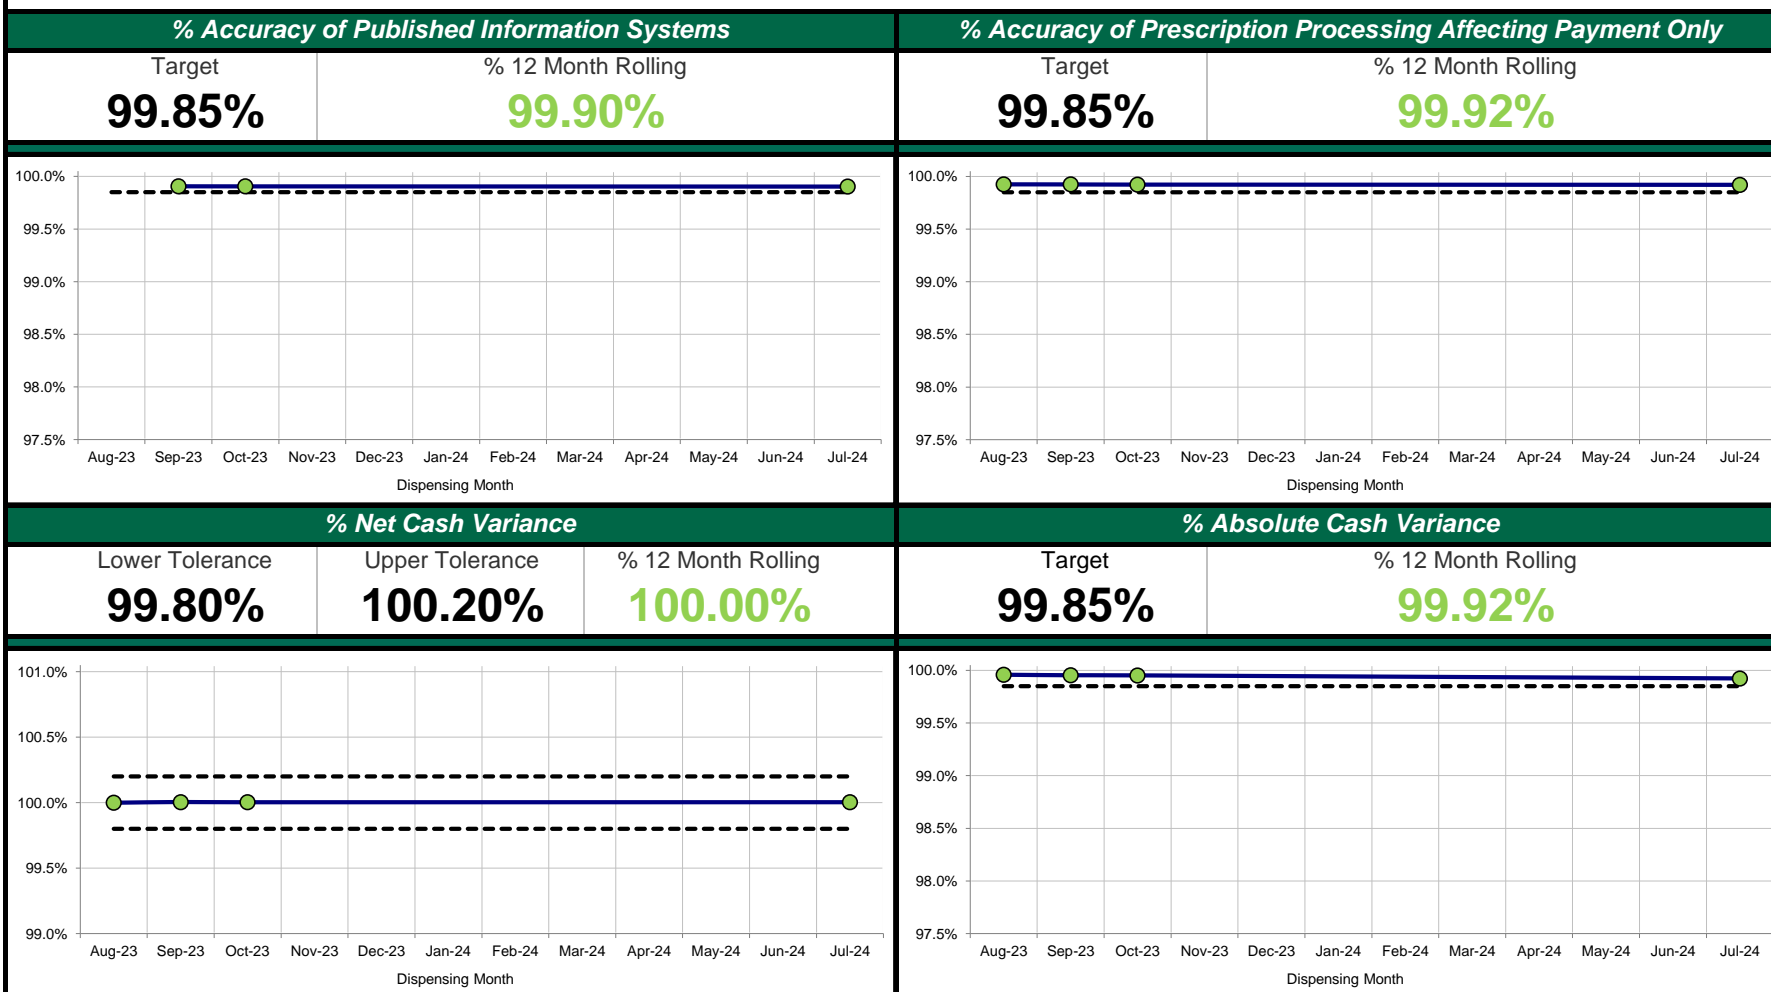 % Accuracy of Published Information Systems
Target
% 12 Month Rolling
99.85%
99.90%
100.0%
99.5%
99.0%
98.5%
98.0%
97.5%
Aug-23 Sep-23 Oct-23 Nov-23 Dec-23 Jan-24 Feb-24 Mar-24 Apr-24 May-24 Jun-24 Jul-24
Dispensing Month
% Accuracy of Prescription Processing Affecting Payment Only
Target
% 12 Month Rolling
99.85%
99.92%
100.0%
99.5%
99.0%
98.5%
98.0%
97.5%
Aug-23 Sep-23 Oct-23 Nov-23 Dec-23 Jan-24 Feb-24 Mar-24 Apr-24 May-24 Jun-24 Jul-24
Dispensing Month
% Net Cash Variance
Lower Tolerance
Upper Tolerance
% 12 Month Rolling
99.80%
100.20%
100.00%
101.0%
100.5%
100.0%
99.5%
99.0%
Aug-23 Sep-23 Oct-23 Nov-23 Dec-23 Jan-24 Feb-24 Mar-24 Apr-24 May-24 Jun-24 Jul-24
Dispensing Month
% Absolute Cash Variance
Target
% 12 Month Rolling
99.85%
99.92%
100.0%
99.5%
99.0%
98.5%
98.0%
97.5%
Aug-23 Sep-23 Oct-23 Nov-23 Dec-23 Jan-24 Feb-24 Mar-24 Apr-24 May-24 Jun-24 Jul-24
Dispensing Month